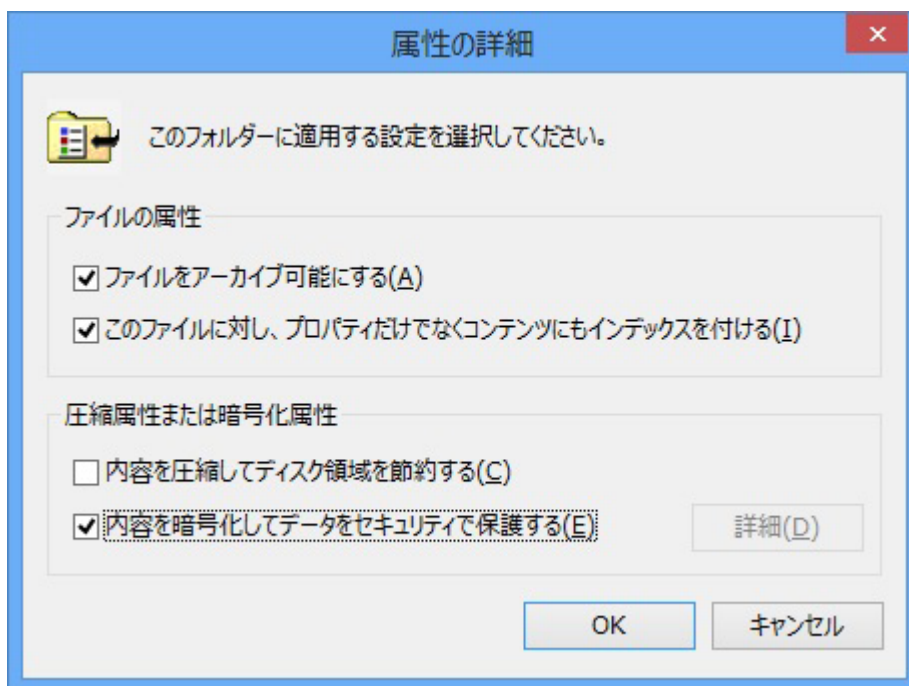 属性の詳細
このフォルダーに適用する設定を選択してください。
ファイルの属性
ファイルをアーカイブ可能にする(A)
このファイルに対し、プロパティだけでなくコンテンツにもインデックスを付ける(I)
圧縮属性または暗号化属性
内容を圧縮してディスク領域を節約する(C)
内容を暗号化してデータをセキュリティで保護する(E)
詳細(D)
OK
キャンセル